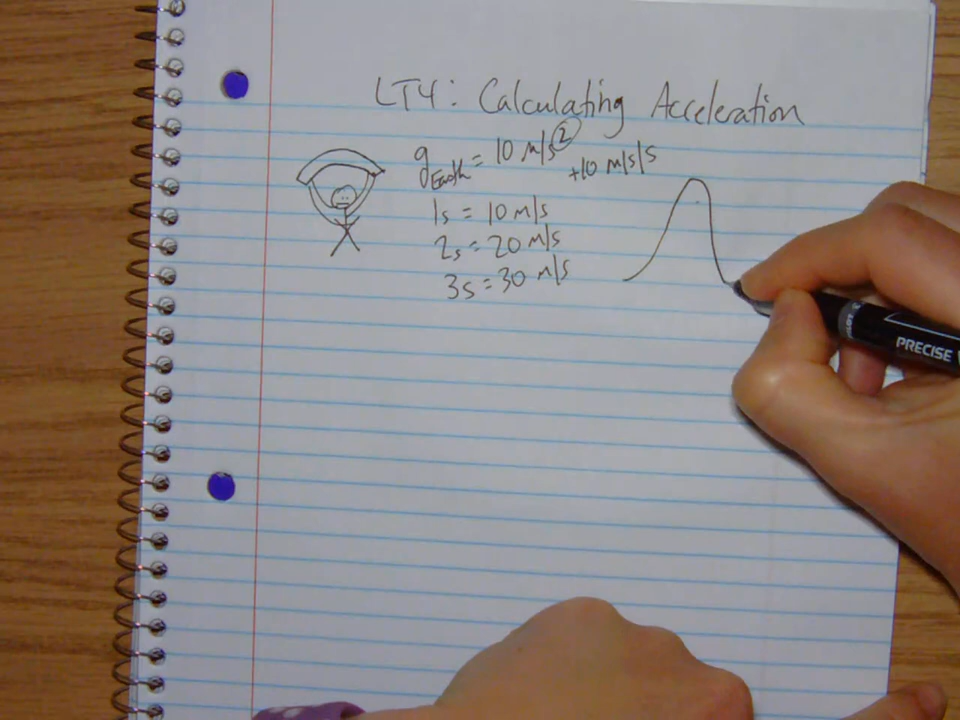 LT4: Calculating Acceleration
gEarth = 10 m/s²
+10 m/s/s
1s = 10 m/s
2s = 20 m/s
3s = 30 m/s
PRECISE